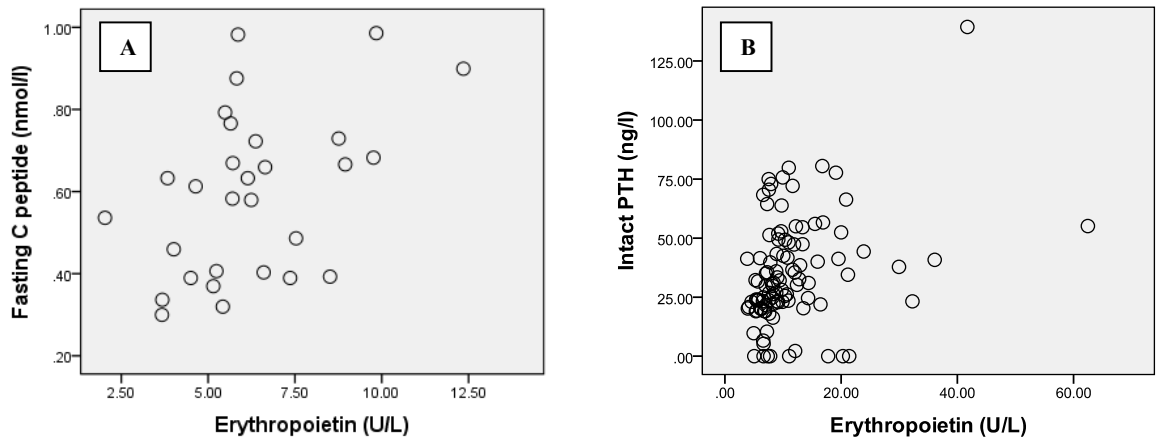 A
1.00
.80
.60
.40
.20
2.50 5.00 7.50 10.00 12.50
Fasting C peptide (nmol/l)
Erythropoietin (U/L)
B
125.00
100.00
75.00
50.00
25.00
.00
.00 20.00 40.00 60.00
Intact PTH (ng/l)
Erythropoietin (U/L)